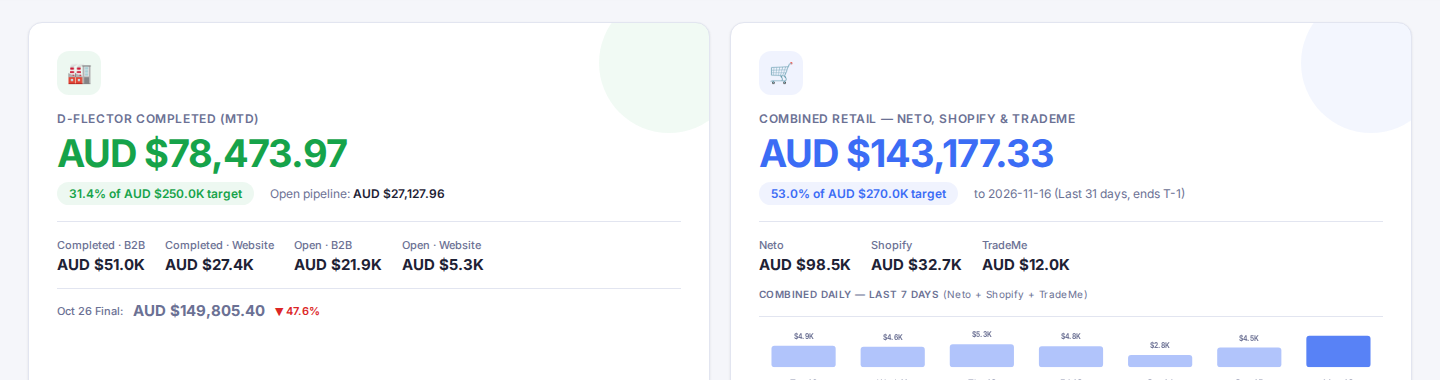 D-FLECTOR COMPLETED (MTD)
AUD $78,473.97
31.4% of AUD $250.0K target
Open pipeline: AUD $27,127.96
Completed · B2B
Completed · Website
Open · B2B
Open · Website
AUD $51.0K
AUD $27.4K
AUD $21.9K
AUD $5.3K
Oct 26 Final: AUD $149,805.40 ▼ 47.6%
COMBINED RETAIL — NETO, SHOPIFY & TRADEME
AUD $143,177.33
53.0% of AUD $270.0K target
to 2026-11-16 (Last 31 days, ends T-1)
Neto
Shopify
TradeMe
AUD $98.5K
AUD $32.7K
AUD $12.0K
COMBINED DAILY — LAST 7 DAYS (Neto + Shopify + TradeMe)
$4.9K
$4.6K
$5.3K
$4.8K
$2.8K
$4.5K